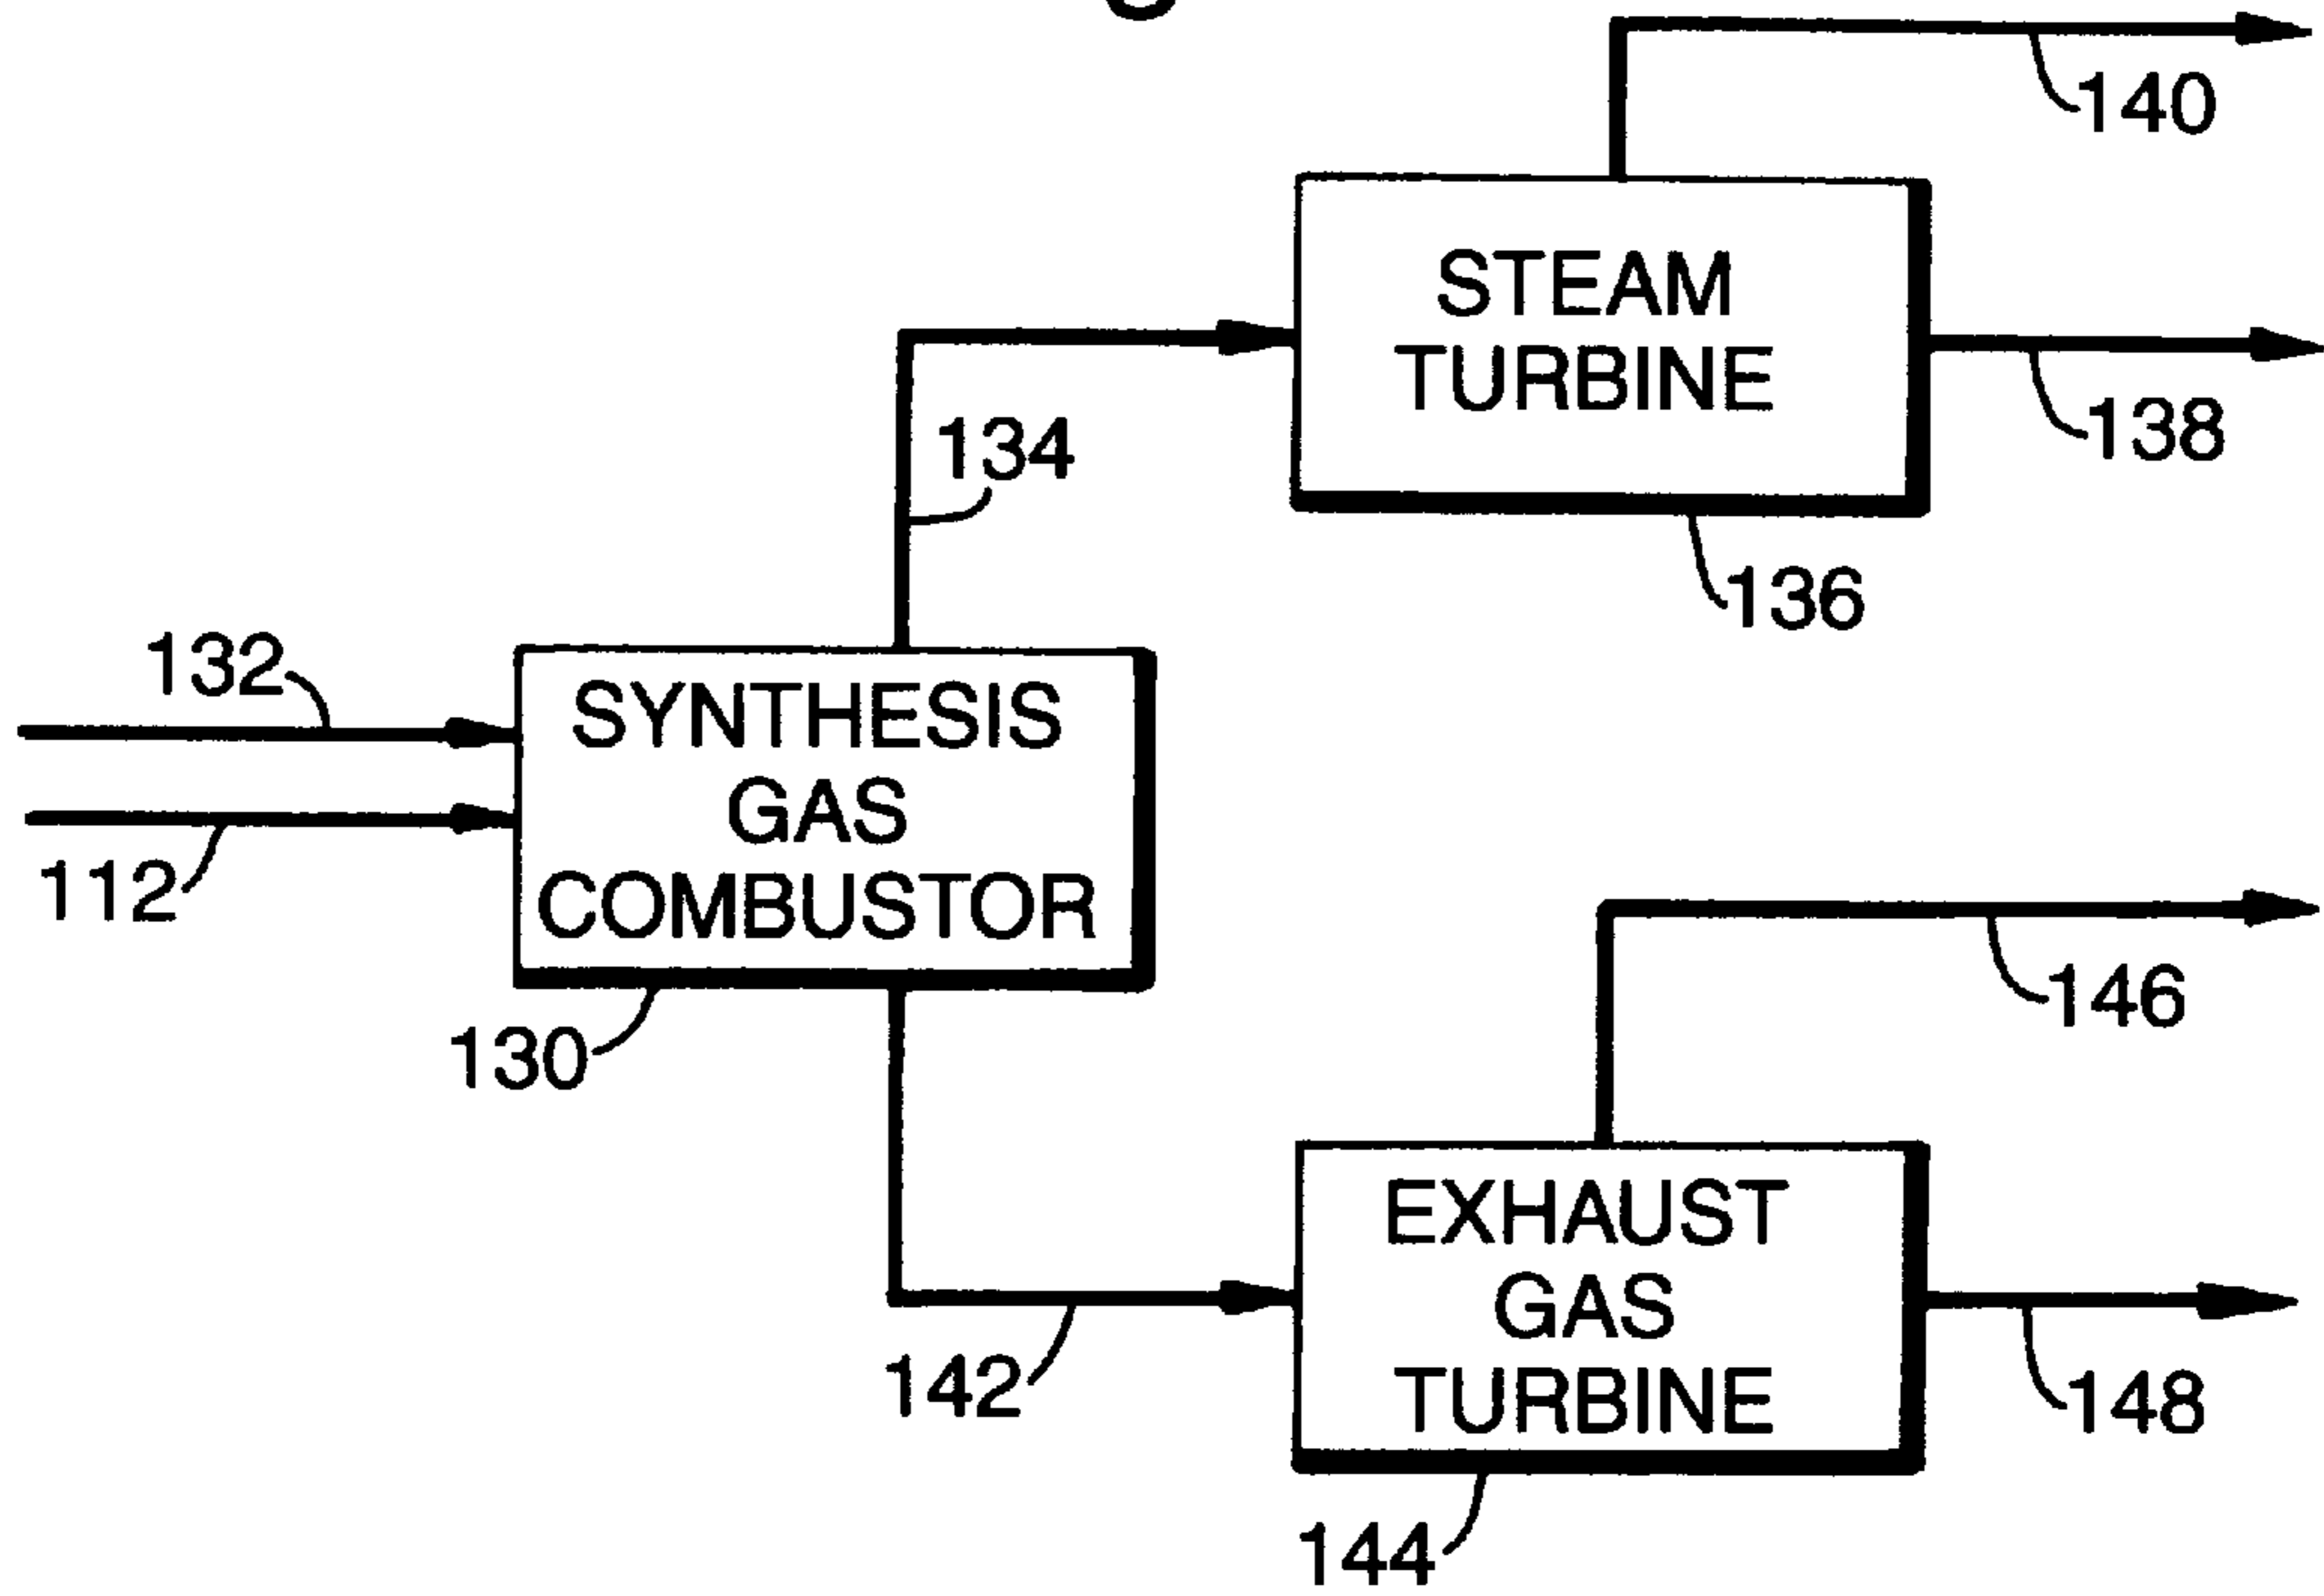 140
STEAM
TURBINE
138
134
136
132
SYNTHESIS
GAS
COMBUSTOR
112
130
146
142
EXHAUST
GAS
TURBINE
148
144